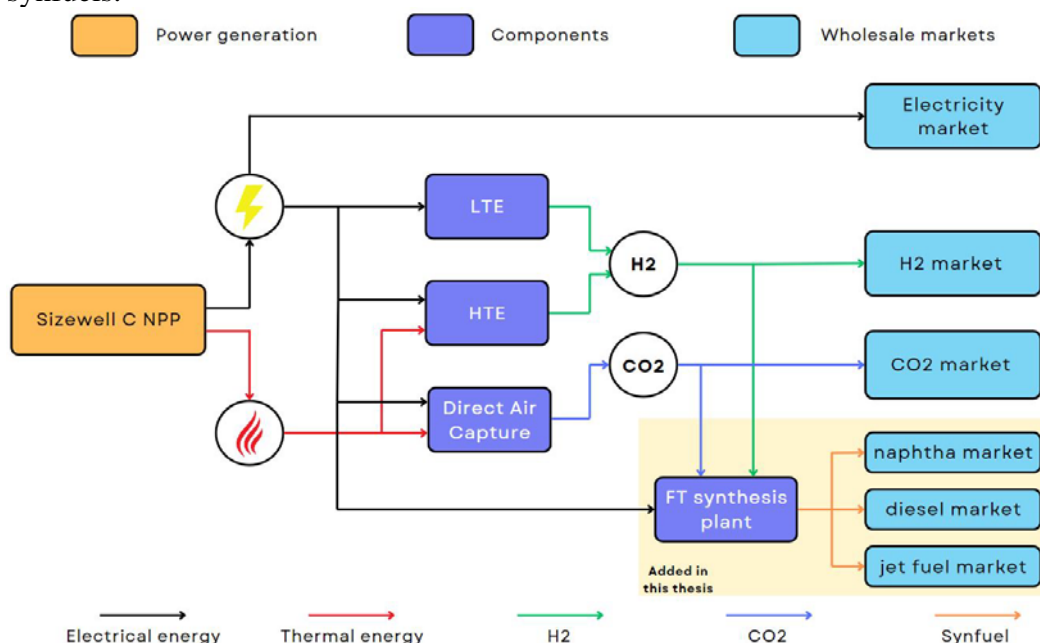 synfuels.
Power generation
Components
Wholesale markets
Electricity
market
LTE
H2
H2 market
Sizewell C NPP
HTE
CO2
CO2 market
Direct Air
Capture
naphtha market
FT synthesis
plant
diesel market
Added in
this thesis
jet fuel market
Electrical energy
Thermal energy
H2
CO2
Synfuel